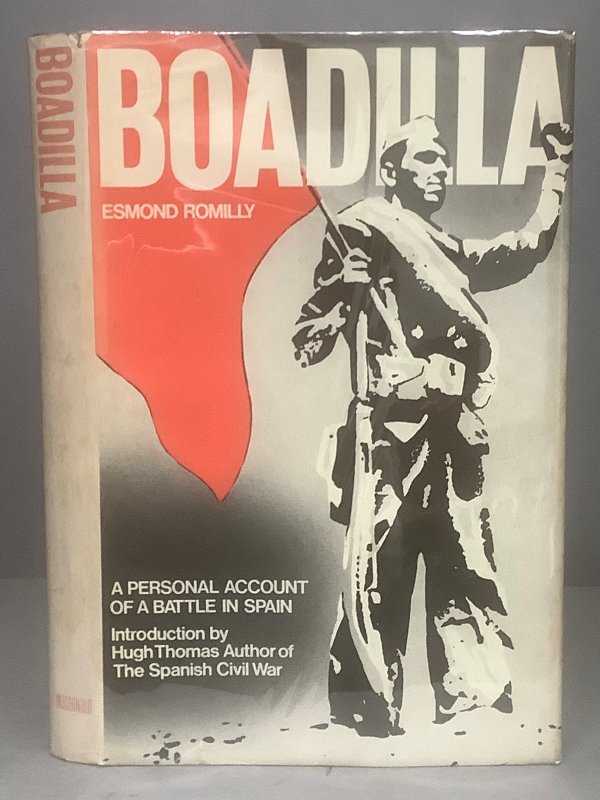 BOADILLA
BOADILLA
ESMOND ROMILLY
A PERSONAL ACCOUNT
OF A BATTLE IN SPAIN
Introduction by
Hugh Thomas Author of
The Spanish Civil War
MACDONALD